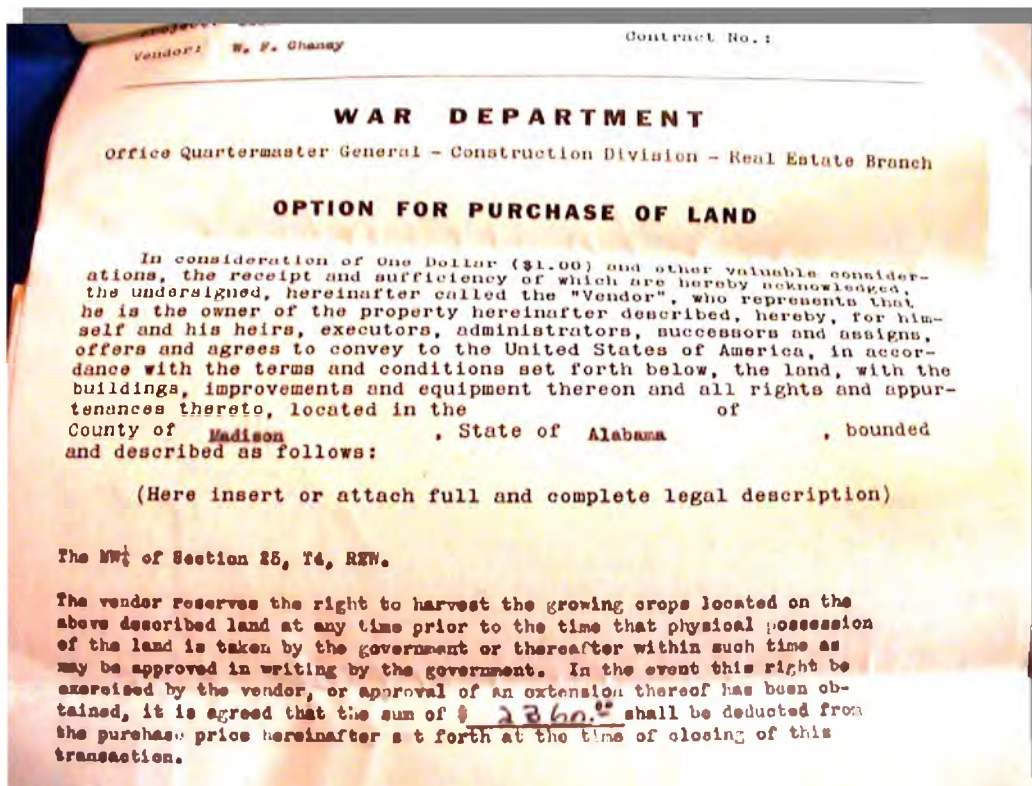 Vendor: W. F. Chaney Contract No.:
WAR DEPARTMENT
Office Quartermaster General - Construction Division - Real Estate Branch
OPTION FOR PURCHASE OF LAND
In consideration of One Dollar ($1.00) and other valuable consider-
ations, the receipt and sufficiency of which are hereby acknowledged,
the undersigned, hereinafter called the "Vendor", who represents that
he is the owner of the property hereinafter described, hereby, for him-
self and his heirs, executors, administrators, successors and assigns,
offers and agrees to convey to the United States of America, in accor-
dance with the terms and conditions set forth below, the land, with the
buildings, improvements and equipment thereon and all rights and appur-
tenances thereto, located in the of
County of Madison , State of Alabama , bounded
and described as follows:
(Here insert or attach full and complete legal description)
The NW¼ of Section 25, T4, R2W.
The vendor reserves the right to harvest the growing crops located on the
above described land at any time prior to the time that physical possession
of the land is taken by the government or thereafter within such time as
may be approved in writing by the government. In the event this right be
exercised by the vendor, or approval of an extension thereof has been ob-
tained, it is agreed that the sum of $ shall be deducted from
the purchase price hereinafter s t forth at the time of closing of this
transaction.